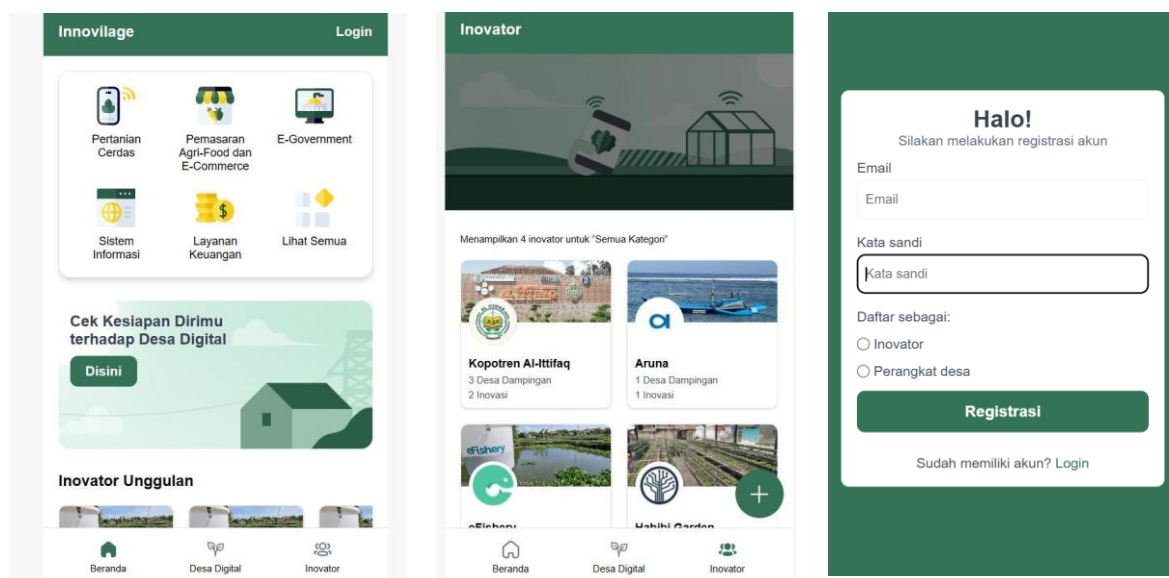 Innovilage
Login
Pertanian
Cerdas
Pemasaran
Agri-Food dan
E-Commerce
E-Government
Sistem
Informasi
Layanan
Keuangan
Lihat Semua
Cek Kesiapan Dirimu
terhadap Desa Digital
Disini
Inovator Unggulan
Beranda
Desa Digital
Inovator
Inovator
Menampilkan 4 inovator untuk "Semua Kategori"
Kopotren Al-Ittifaq
3 Desa Dampingan
2 Inovasi
Aruna
1 Desa Dampingan
1 Inovasi
eFishery
eFishery
Habibi Garden
Beranda
Desa Digital
Inovator
Halo!
Silakan melakukan registrasi akun
Email
Email
Kata sandi
Kata sandi
Daftar sebagai:
Inovator
Perangkat desa
Registrasi
Sudah memiliki akun? Login